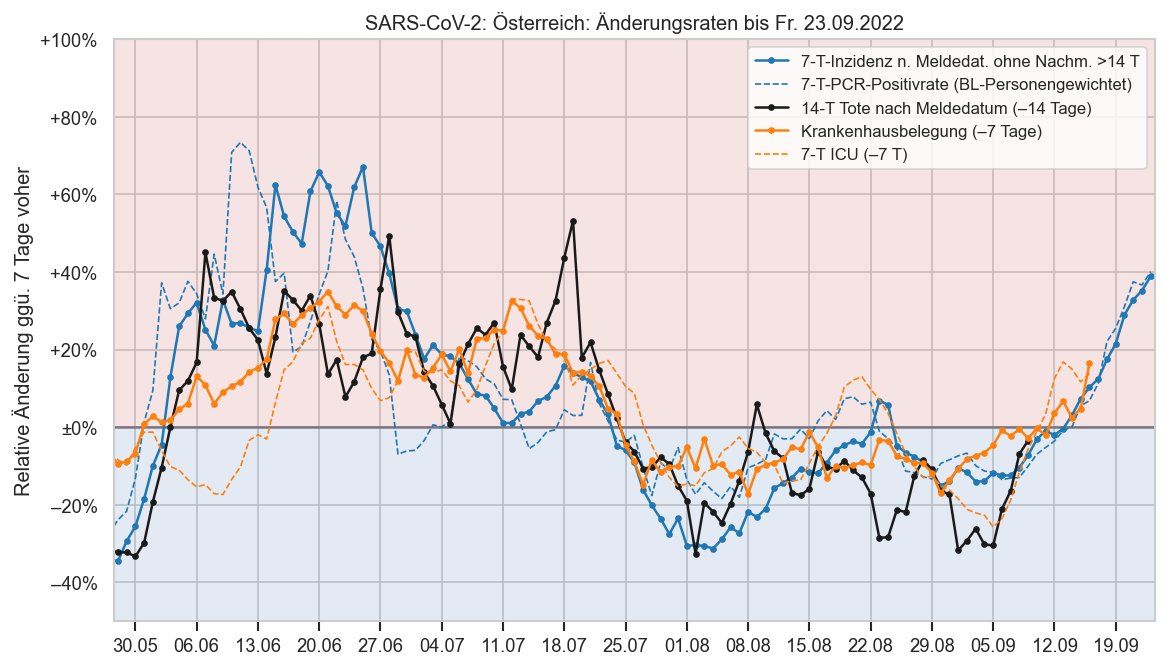 SARS-CoV-2: Österreich: Änderungsraten bis Fr. 23.09.2022
+100%
+80%
+60%
+40%
+20%
±0%
−20%
−40%
Relative Änderung ggü. 7 Tage voher
7-T-Inzidenz n. Meldedat. ohne Nachm. >14 T
7-T-PCR-Positivrate (BL-Personengewichtet)
14-T Tote nach Meldedatum (–14 Tage)
Krankenhausbelegung (–7 Tage)
7-T ICU (–7 T)
30.05 06.06 13.06 20.06 27.06 04.07 11.07 18.07 25.07 01.08 08.08 15.08 22.08 29.08 05.09 12.09 19.09